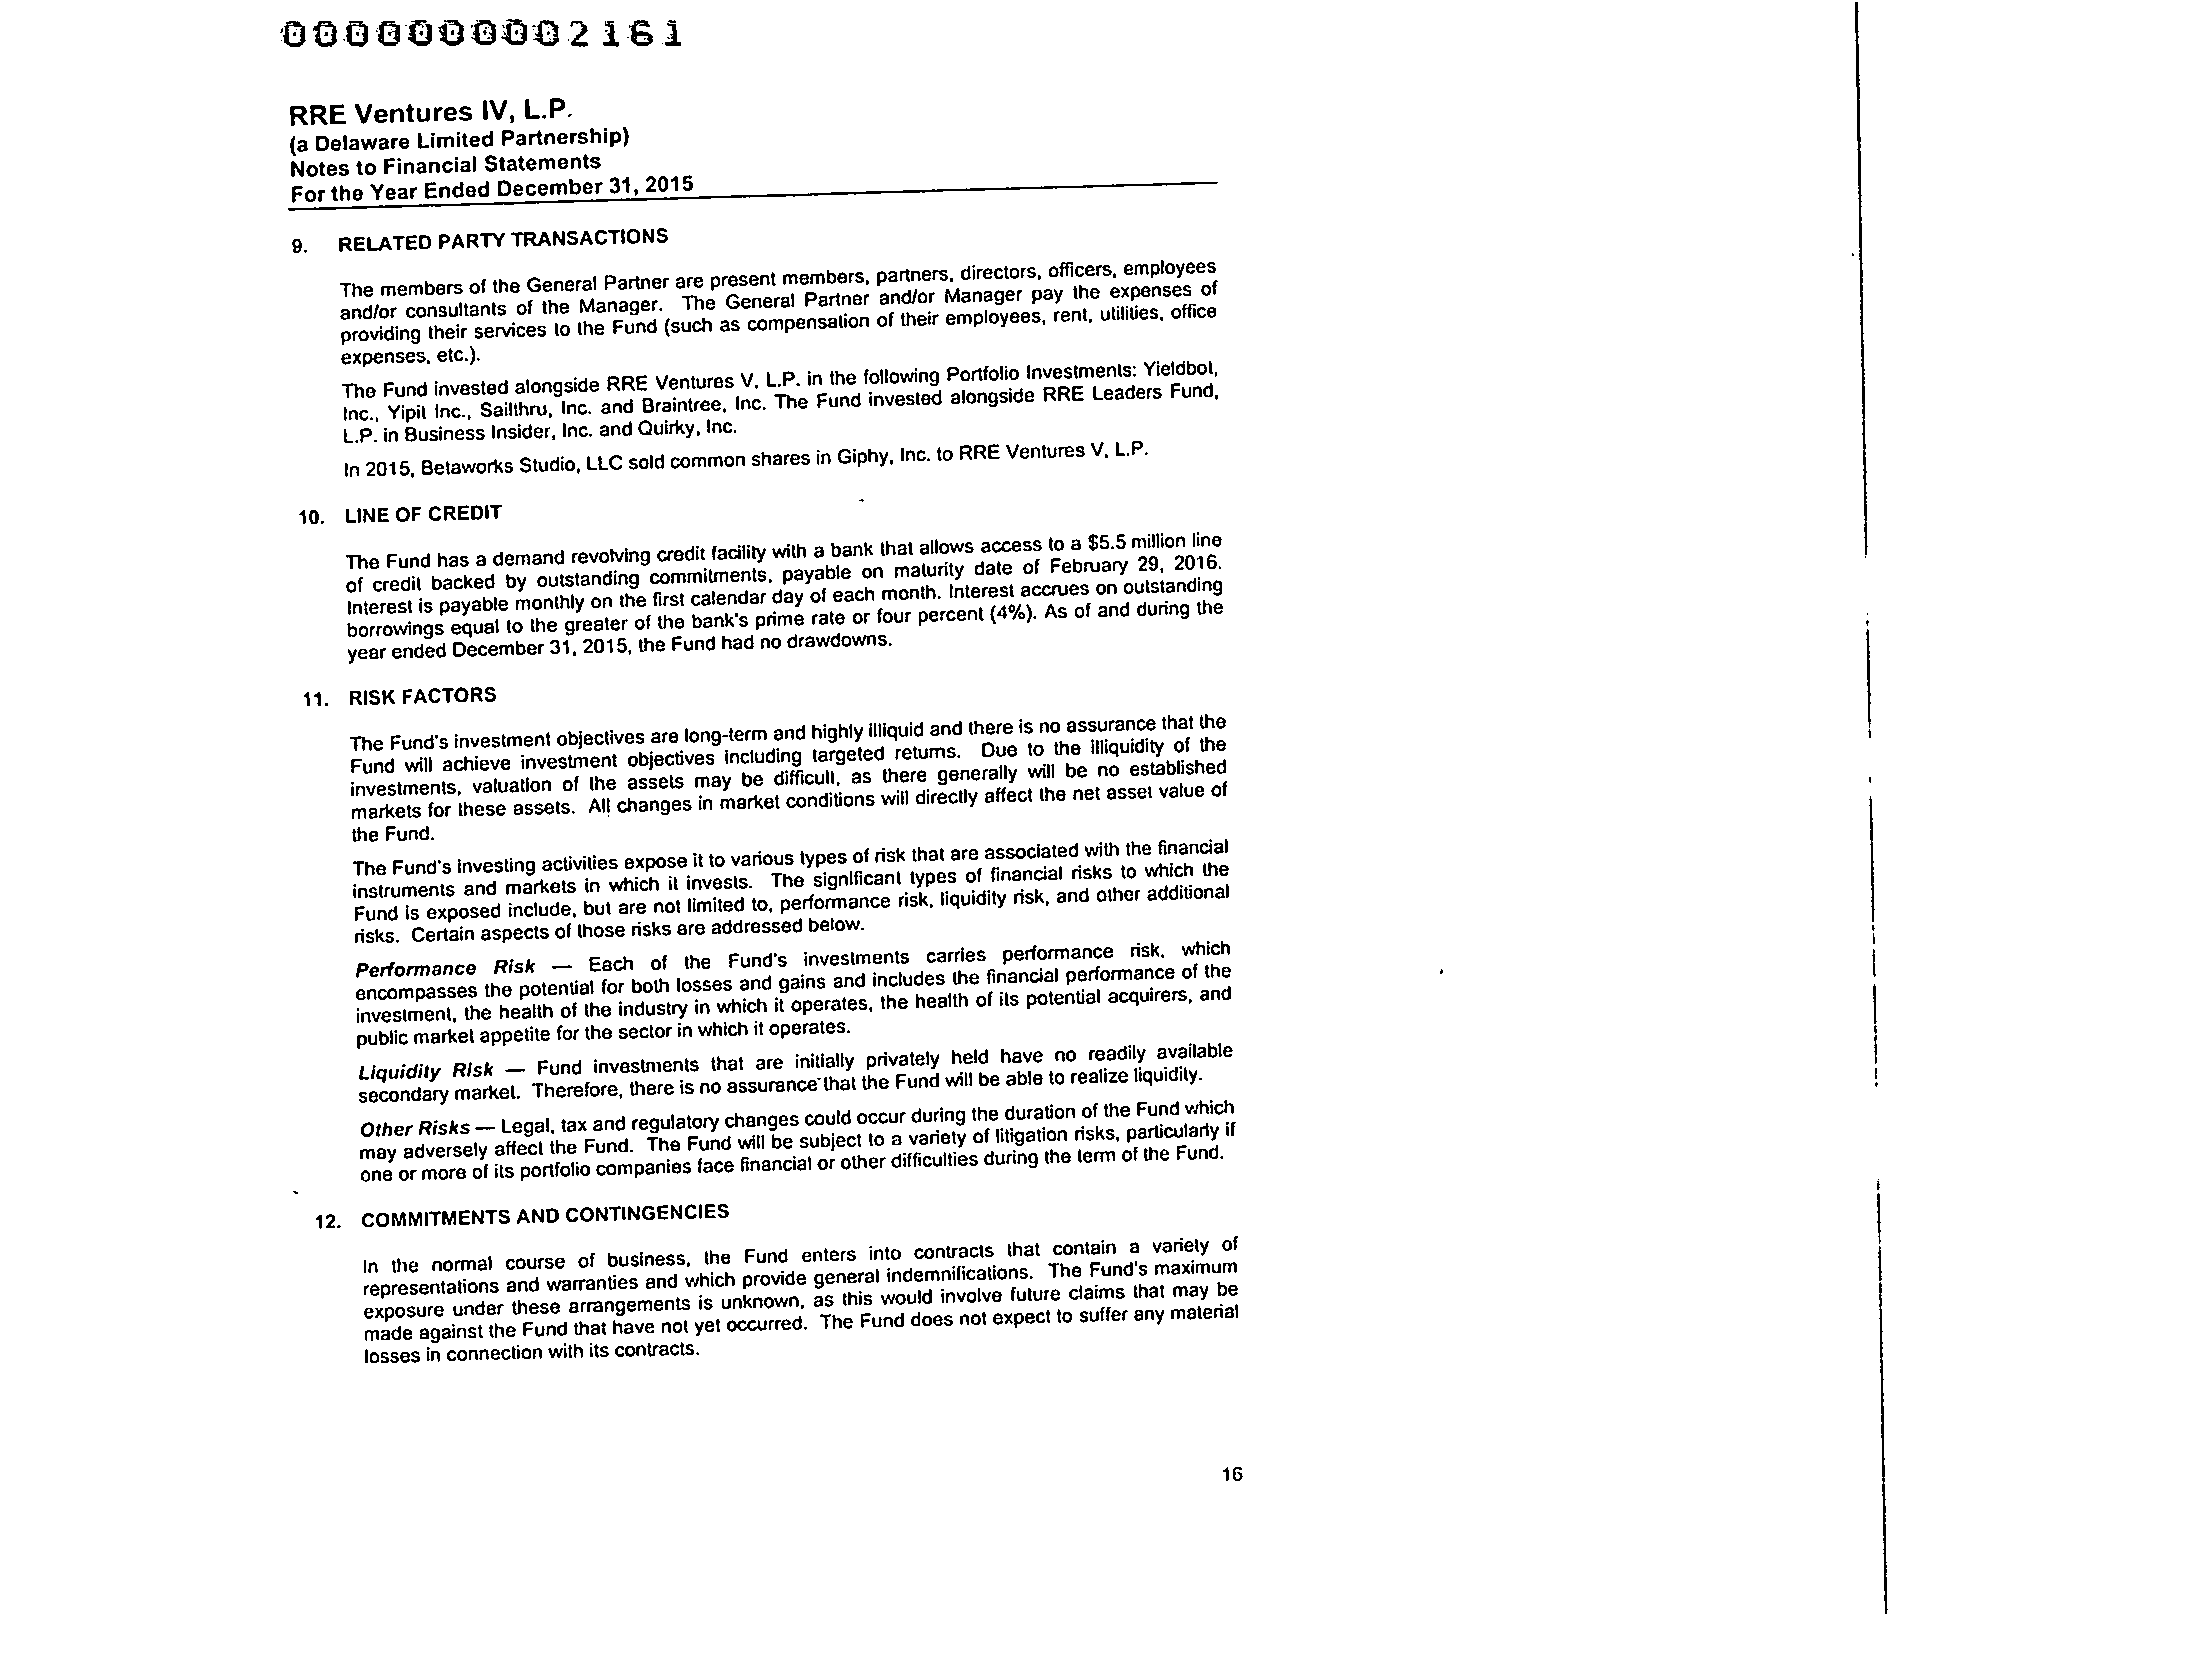 0000000002161
RRE Ventures IV, L.P.
(a Delaware Limited Partnership)
Notes to Financial Statements
For the Year Ended December 31, 2015
9. RELATED PARTY TRANSACTIONS
The members of the General Partner are present members, partners, directors, officers, employees
and/or consultants of the Manager. The General Partner and/or Manager pay the expenses of
providing their services to the Fund (such as compensation of their employees, rent, utilities, office
expenses, etc.).
The Fund invested alongside RRE Ventures V, L.P. in the following Portfolio Investments: Yieldbot,
Inc., Yipit Inc., Sailthru, Inc. and Braintree, Inc. The Fund invested alongside RRE Leaders Fund,
L.P. in Business Insider, Inc. and Quirky, Inc.
In 2015, Betaworks Studio, LLC sold common shares in Giphy, Inc. to RRE Ventures V, L.P.
10. LINE OF CREDIT
The Fund has a demand revolving credit facility with a bank that allows access to a $5.5 million line
of credit backed by outstanding commitments, payable on maturity date of February 29, 2016.
Interest is payable monthly on the first calendar day of each month. Interest accrues on outstanding
borrowings equal to the greater of the bank's prime rate or four percent (4%). As of and during the
year ended December 31, 2015, the Fund had no drawdowns.
11. RISK FACTORS
The Fund's investment objectives are long-term and highly illiquid and there is no assurance that the
Fund will achieve investment objectives including targeted returns. Due to the illiquidity of the
investments, valuation of the assets may be difficult, as there generally will be no established
markets for these assets. All changes in market conditions will directly affect the net asset value of
the Fund.
The Fund's investing activities expose it to various types of risk that are associated with the financial
instruments and markets in which it invests. The significant types of financial risks to which the
Fund is exposed include, but are not limited to, performance risk, liquidity risk, and other additional
risks. Certain aspects of those risks are addressed below.
Performance Risk — Each of the Fund's investments carries performance risk, which
encompasses the potential for both losses and gains and includes the financial performance of the
investment, the health of the industry in which it operates, the health of its potential acquirers, and
public market appetite for the sector in which it operates.
Liquidity Risk — Fund investments that are initially privately held have no readily available
secondary market. Therefore, there is no assurance that the Fund will be able to realize liquidity.
Other Risks — Legal, tax and regulatory changes could occur during the duration of the Fund which
may adversely affect the Fund. The Fund will be subject to a variety of litigation risks, particularly if
one or more of its portfolio companies face financial or other difficulties during the term of the Fund.
12. COMMITMENTS AND CONTINGENCIES
In the normal course of business, the Fund enters into contracts that contain a variety of
representations and warranties and which provide general indemnifications. The Fund's maximum
exposure under these arrangements is unknown, as this would involve future claims that may be
made against the Fund that have not yet occurred. The Fund does not expect to suffer any material
losses in connection with its contracts.
16